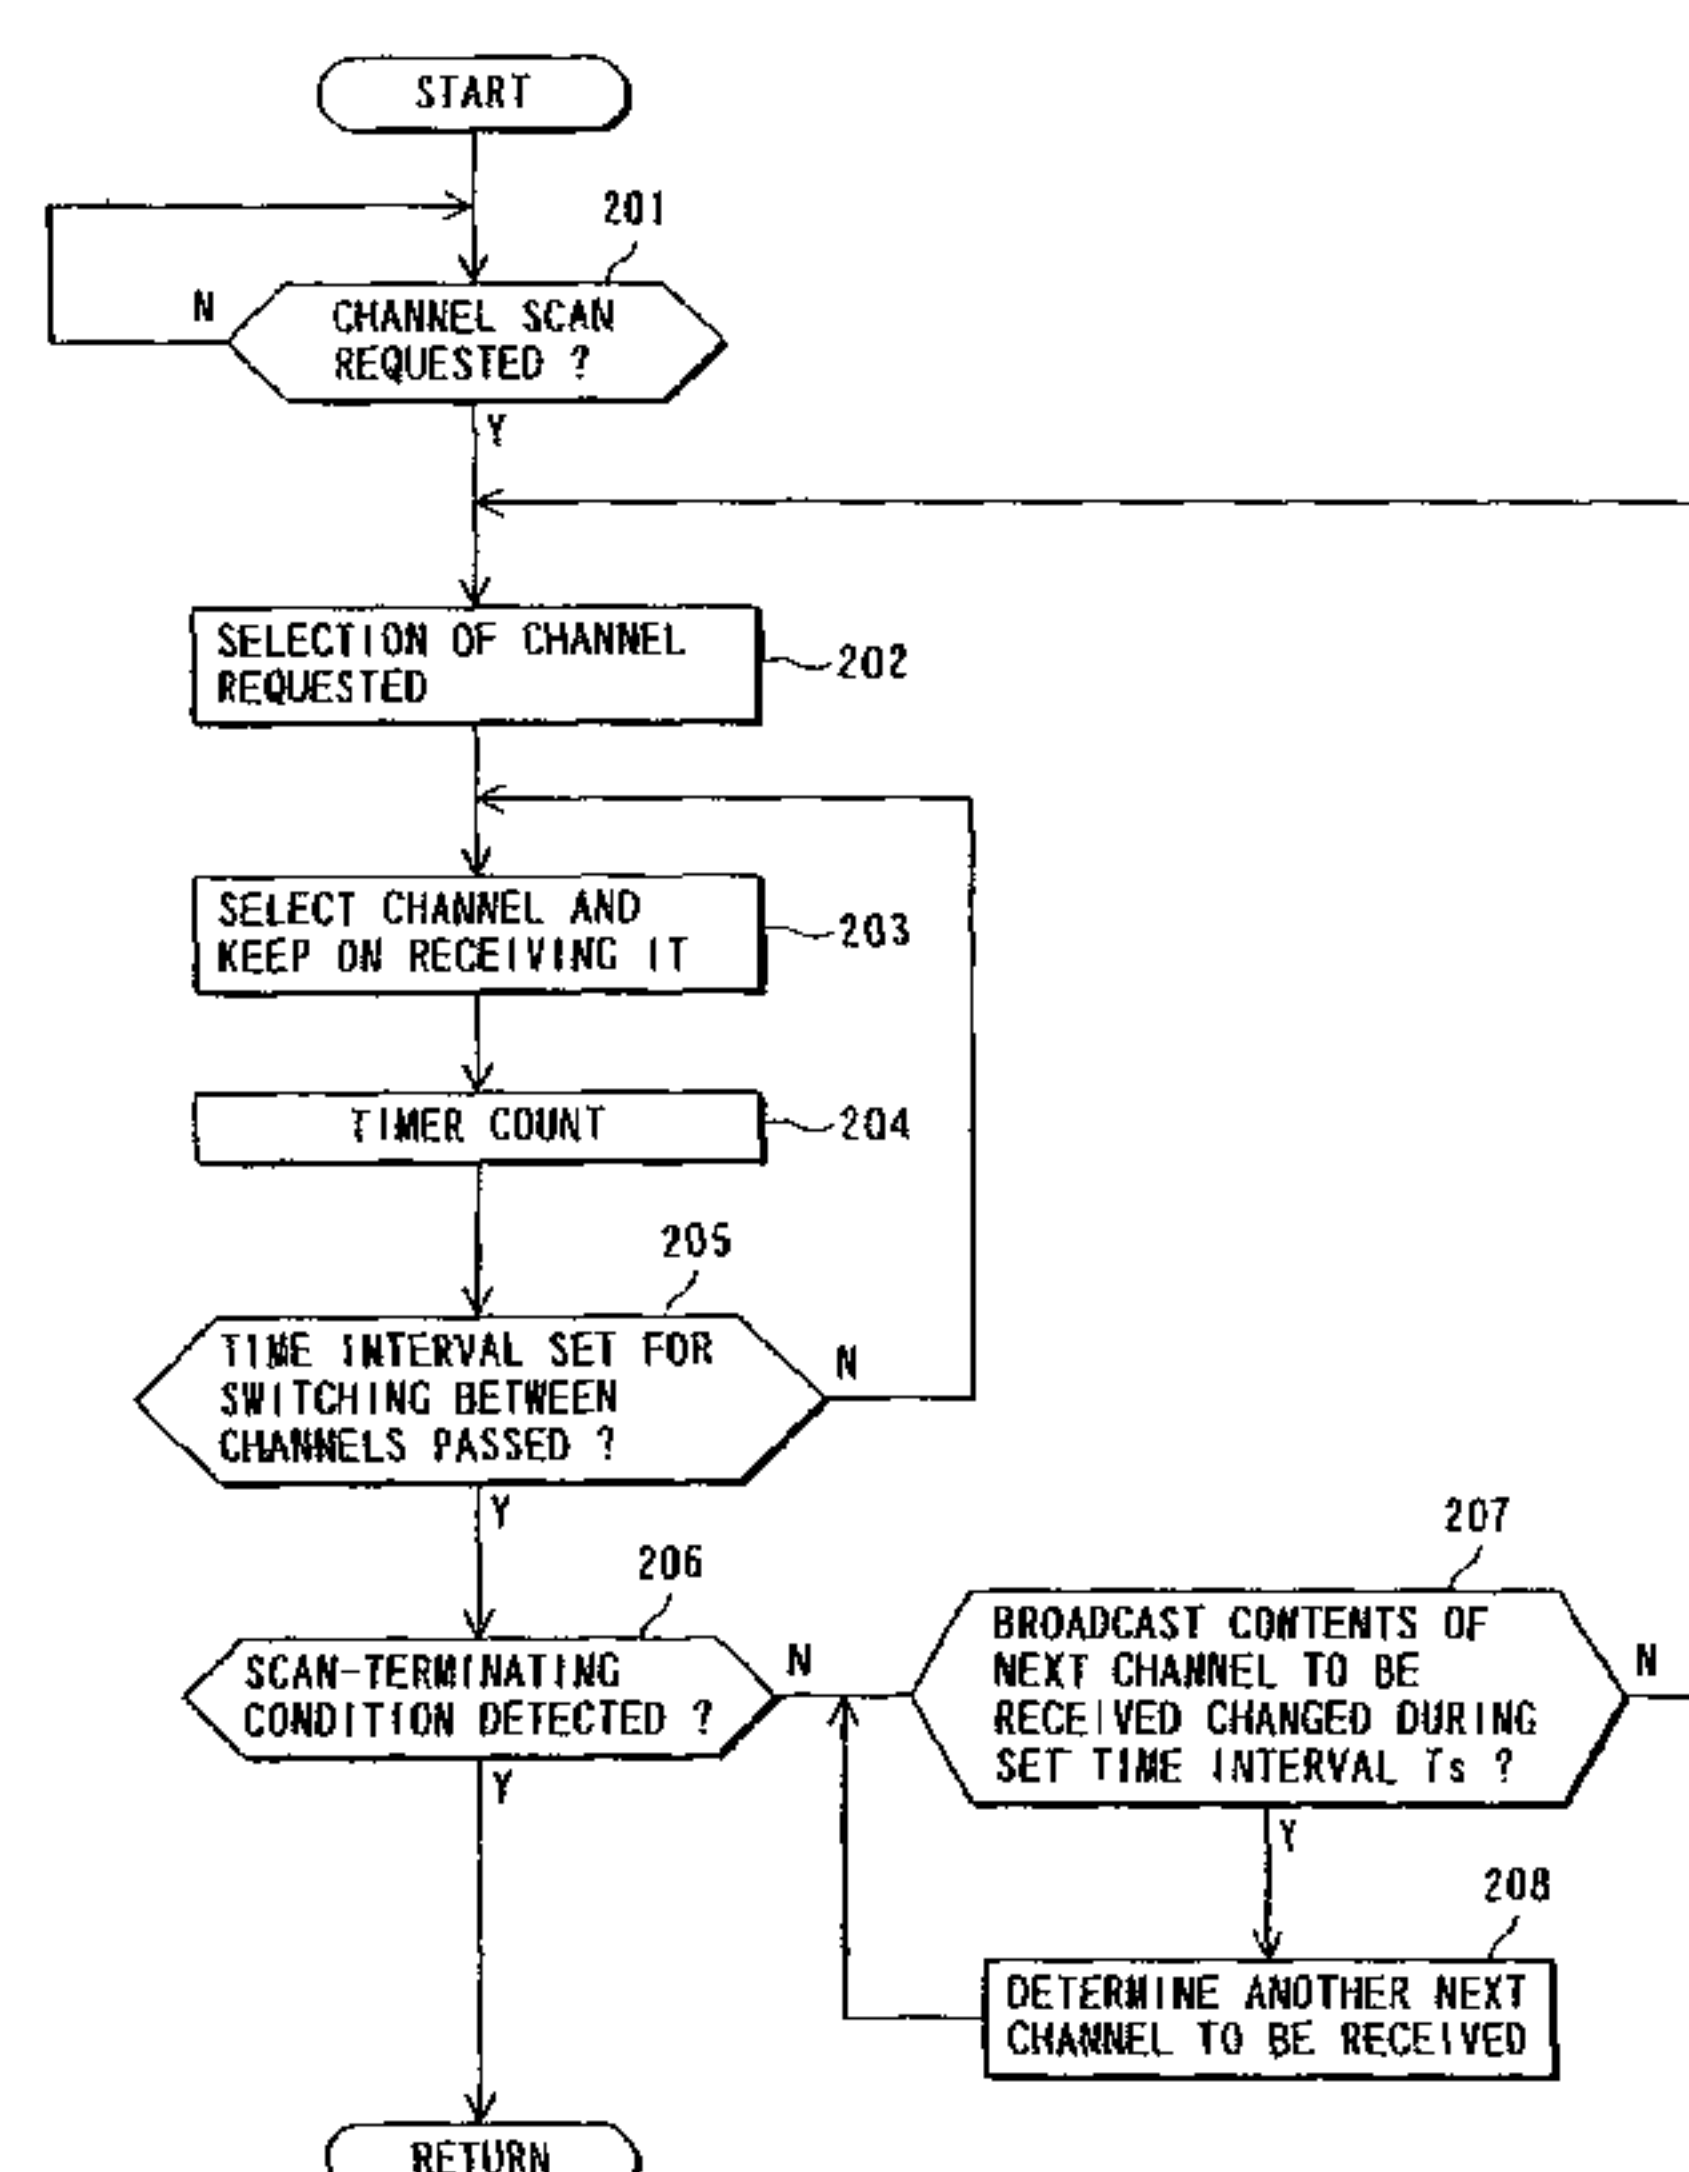 START
201
N
CHANNEL SCAN
REQUESTED ?
Y
SELECTION OF CHANNEL
REQUESTED
202
SELECT CHANNEL AND
KEEP ON RECEIVING IT
203
TIMER COUNT
204
205
TIME INTERVAL SET FOR
SWITCHING BETWEEN
CHANNELS PASSED ?
N
Y
206
SCAN-TERMINATING
CONDITION DETECTED ?
N
Y
207
BROADCAST CONTENTS OF
NEXT CHANNEL TO BE
RECEIVED CHANGED DURING
SET TIME INTERVAL Ts ?
N
Y
208
DETERMINE ANOTHER NEXT
CHANNEL TO BE RECEIVED
RETURN